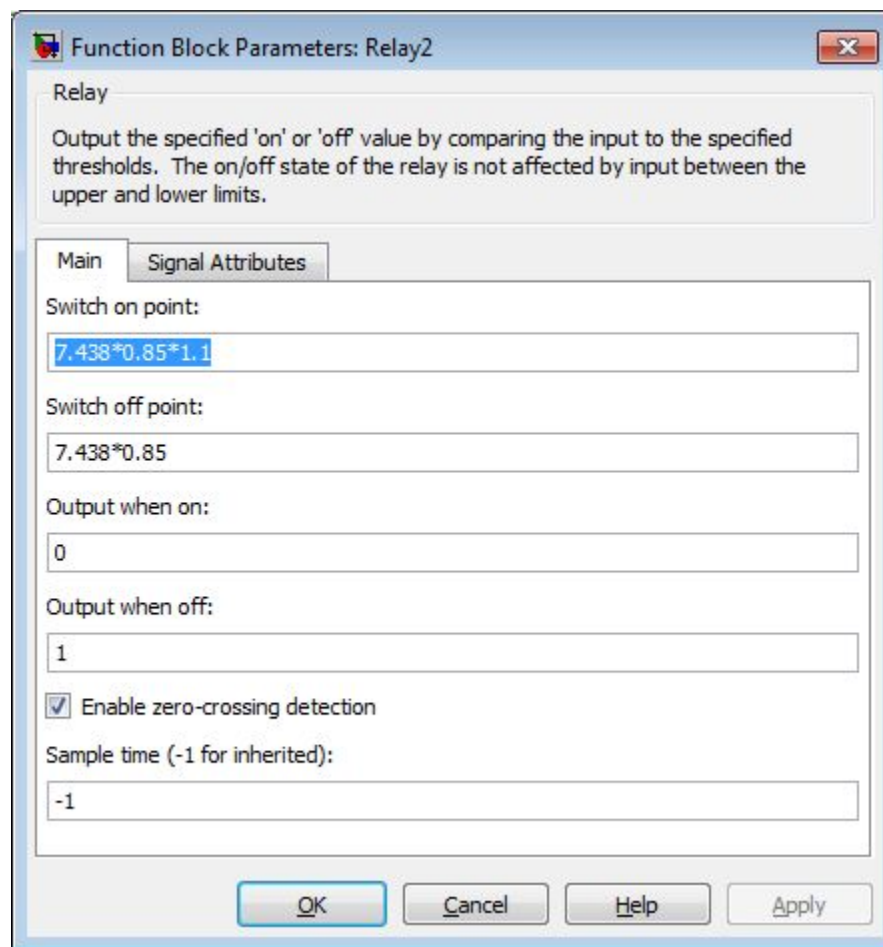 Function Block Parameters: Relay2
Relay
Output the specified 'on' or 'off' value by comparing the input to the specified
thresholds.  The on/off state of the relay is not affected by input between the
upper and lower limits.
Main
Signal Attributes
Switch on point:
7.438*0.85*1.1
Switch off point:
7.438*0.85
Output when on:
0
Output when off:
1
Enable zero-crossing detection
Sample time (-1 for inherited):
-1
OK
Cancel
Help
Apply